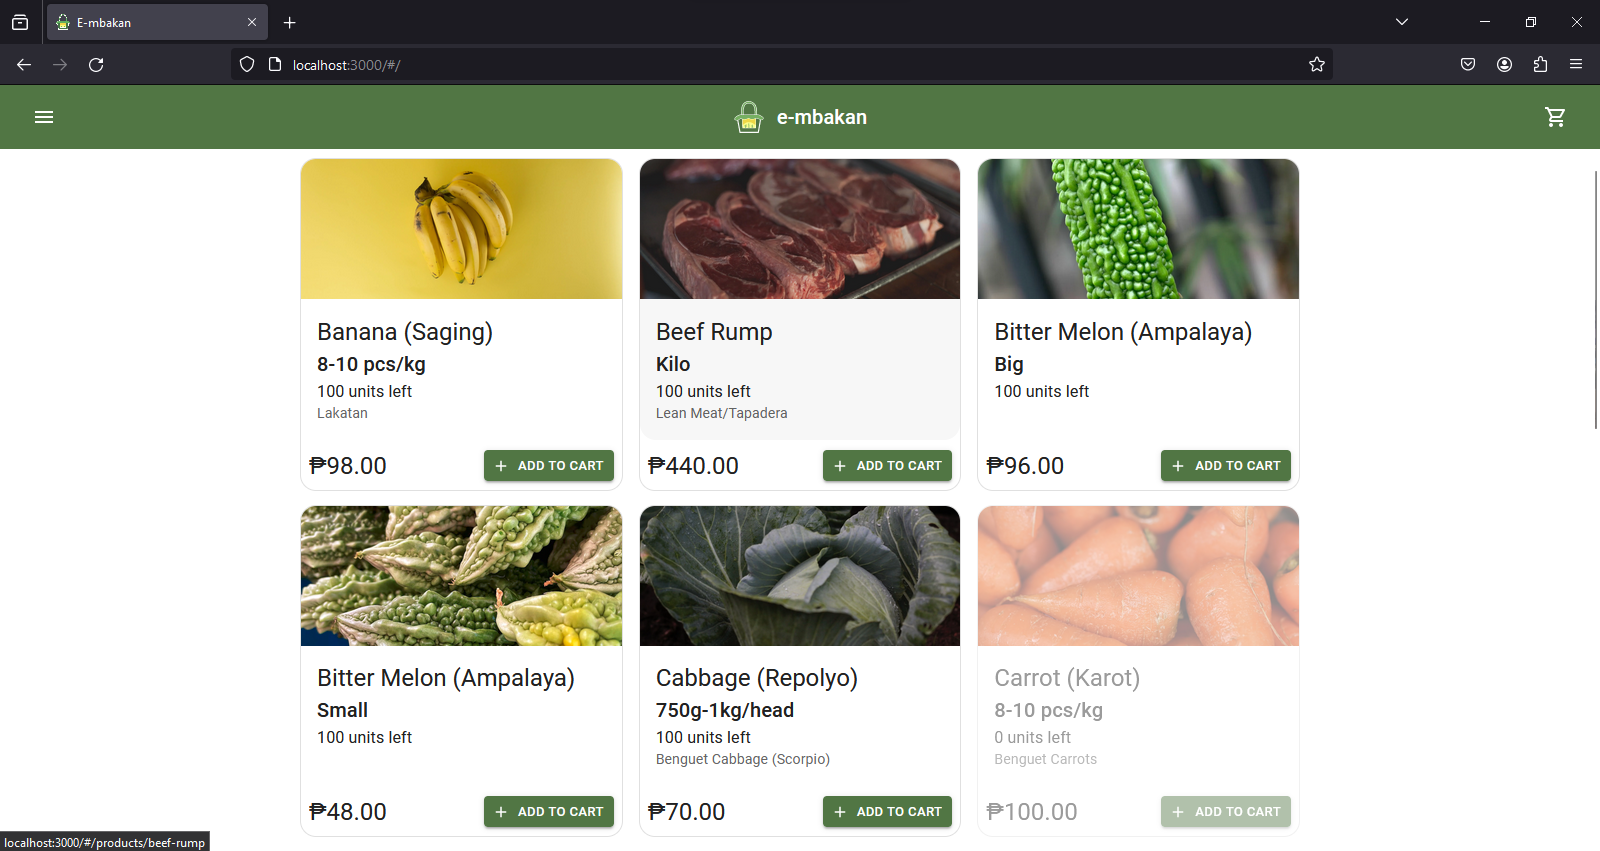 E-mbakan
localhost:3000/#/
e-mbakan
Banana (Saging)
8-10 pcs/kg
100 units left
Lakatan
₱98.00
ADD TO CART
Beef Rump
Kilo
100 units left
Lean Meat/Tapadera
₱440.00
ADD TO CART
Bitter Melon (Ampalaya)
Big
100 units left
₱96.00
ADD TO CART
Bitter Melon (Ampalaya)
Small
100 units left
₱48.00
ADD TO CART
Cabbage (Repolyo)
750g-1kg/head
100 units left
Benguet Cabbage (Scorpio)
₱70.00
ADD TO CART
Carrot (Karot)
8-10 pcs/kg
0 units left
Benguet Carrots
₱100.00
ADD TO CART
localhost:3000/#/products/beef-rump